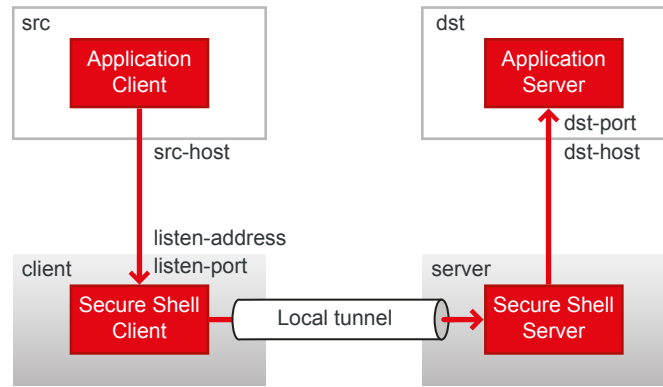 src
Application
Client
src-host
listen-address
listen-port
client
Secure Shell
Client
Local tunnel
dst
Application
Server
dst-port
dst-host
server
Secure Shell
Server